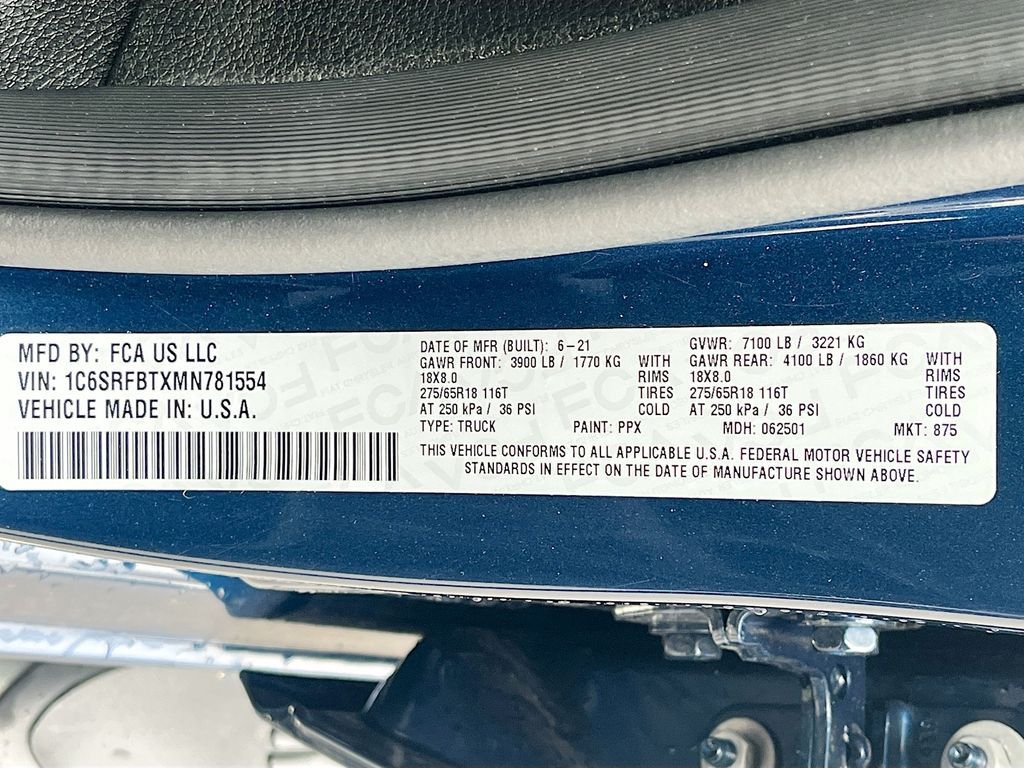 MFD BY: FCA US LLC
VIN: 1C6SRFBTXMN781554
VEHICLE MADE IN: U.S.A.
DATE OF MFR (BUILT): 6-21
GAWR FRONT: 3900 LB / 1770 KG WITH
18X8.0 RIMS
275/65R18 116T TIRES
AT 250 kPa / 36 PSI COLD
TYPE: TRUCK PAINT: PPX
GVWR: 7100 LB / 3221 KG
GAWR REAR: 4100 LB / 1860 KG WITH
18X8.0 RIMS
275/65R18 116T TIRES
AT 250 kPa / 36 PSI COLD
MDH: 062501 MKT: 875
THIS VEHICLE CONFORMS TO ALL APPLICABLE U.S.A. FEDERAL MOTOR VEHICLE SAFETY
STANDARDS IN EFFECT ON THE DATE OF MANUFACTURE SHOWN ABOVE.